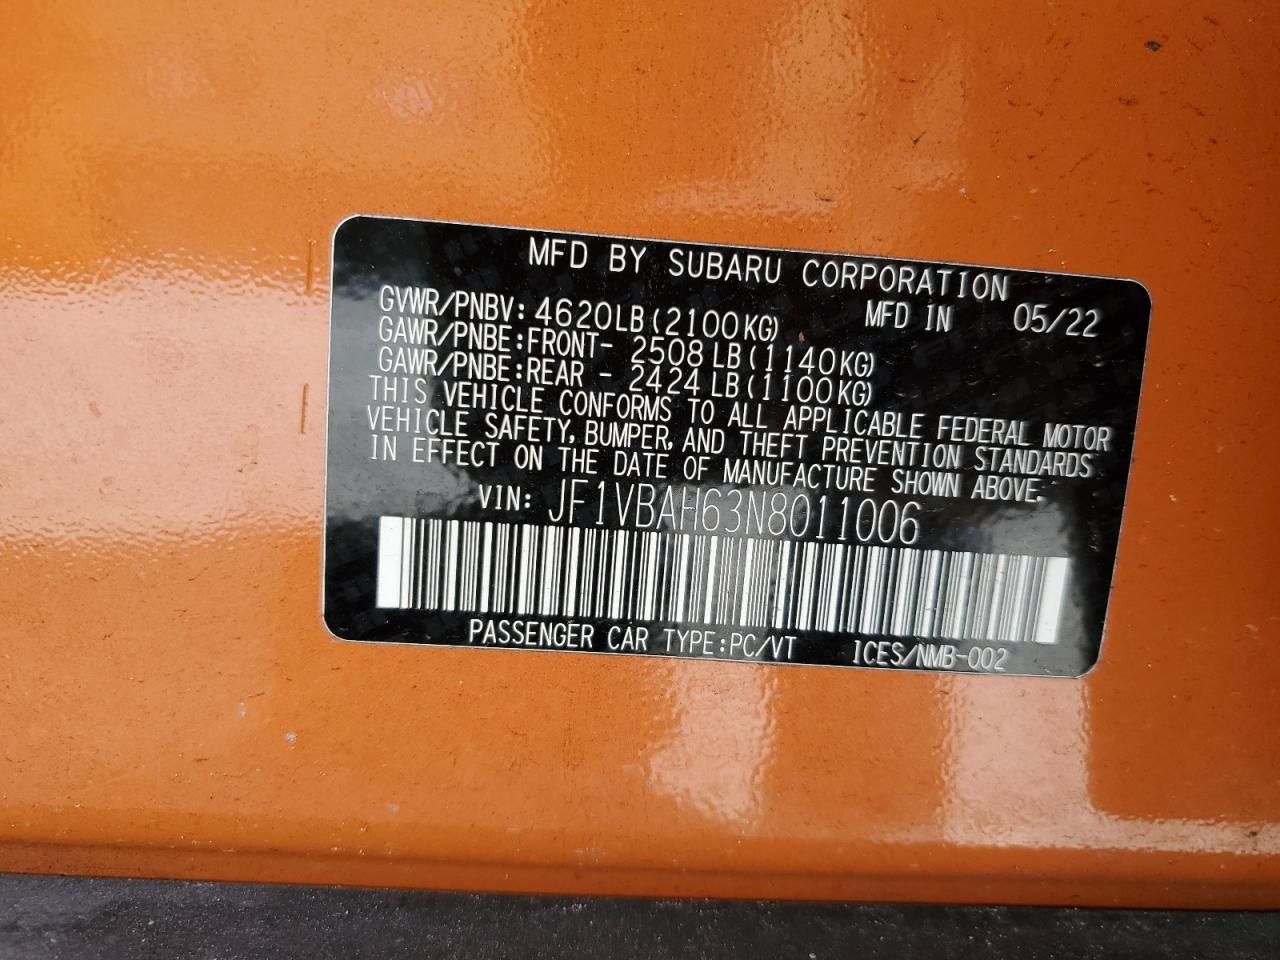 MFD BY SUBARU CORPORATION
GVWR/PNBV: 4620LB(2100KG) MFD IN 05/22
GAWR/PNBE:FRONT- 2508LB(1140KG)
GAWR/PNBE:REAR - 2424LB(1100KG)
THIS VEHICLE CONFORMS TO ALL APPLICABLE FEDERAL MOTOR
VEHICLE SAFETY, BUMPER, AND THEFT PREVENTION STANDARDS
IN EFFECT ON THE DATE OF MANUFACTURE SHOWN ABOVE.
VIN: JF1VBAH63N8011006
PASSENGER CAR TYPE:PC/VT ICES/NMB-002